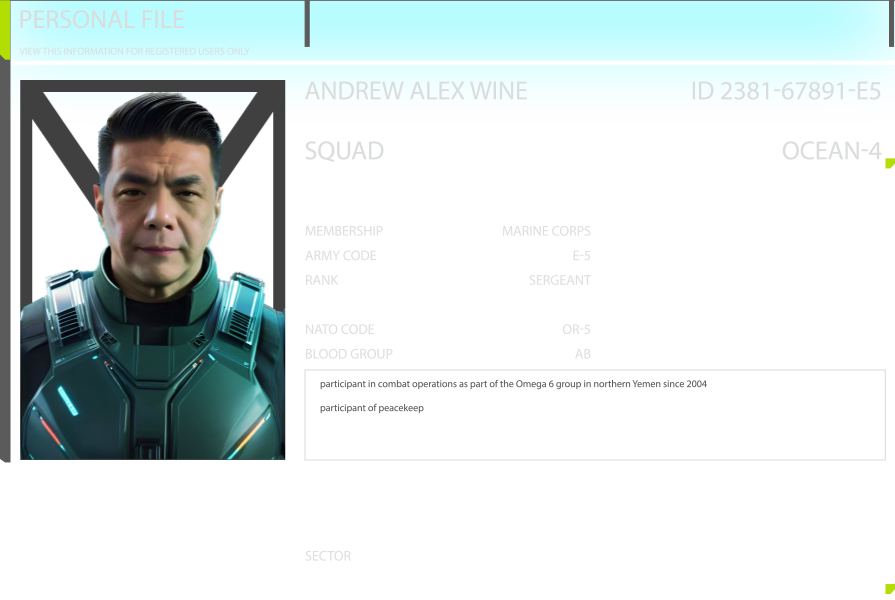 PERSONAL FILE
VIEW THIS INFORMATION FOR REGISTERED USERS ONLY
ANDREW ALEX WINE ID 2381-67891-E5
SQUAD OCEAN-4
MEMBERSHIP MARINE CORPS
ARMY CODE E-5
RANK SERGEANT
NATO CODE OR-5
BLOOD GROUP AB
participant in combat operations as part of the Omega 6 group in northern Yemen since 2004
participant of peacekeep
SECTOR